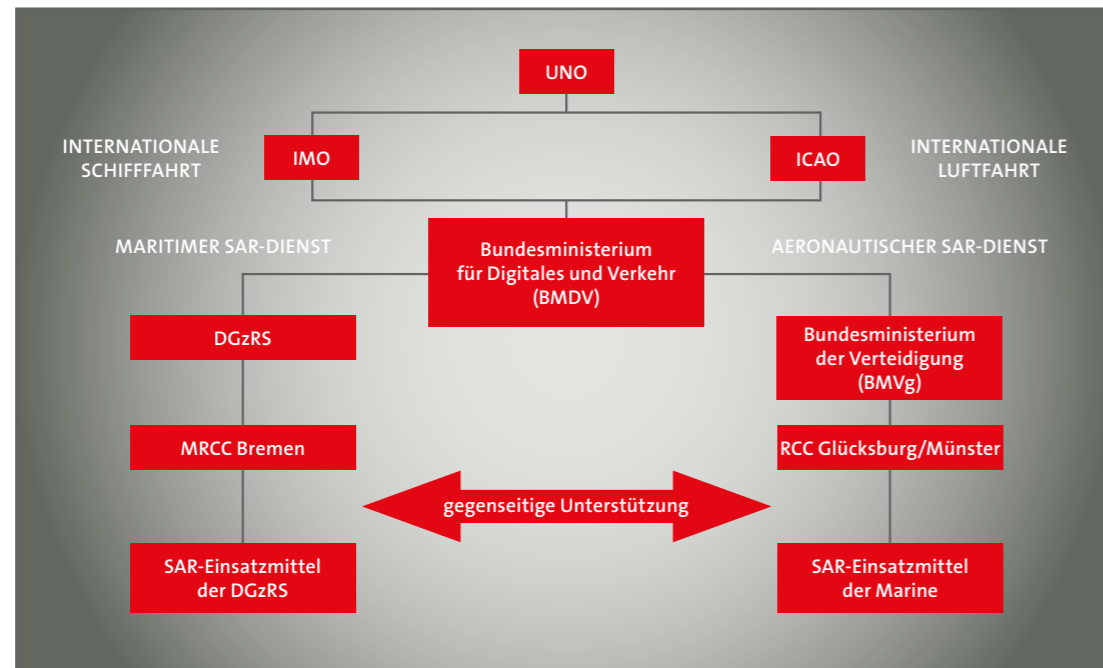 UNO
INTERNATIONALE
SCHIFFFAHRT
IMO
ICAO
INTERNATIONALE
LUFTFAHRT
MARITIMER SAR-DIENST
Bundesministerium
für Digitales und Verkehr
(BMDV)
AERONAUTISCHER SAR-DIENST
DGzRS
Bundesministerium
der Verteidigung
(BMVg)
MRCC Bremen
RCC Glücksburg/Münster
gegenseitige Unterstützung
SAR-Einsatzmittel
der DGzRS
SAR-Einsatzmittel
der Marine